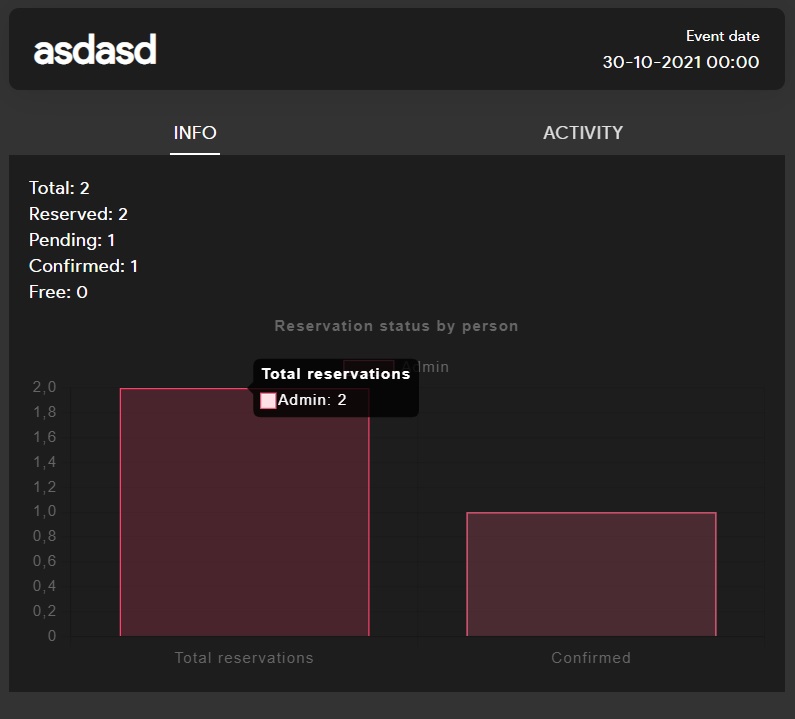 asdasd
Event date
30-10-2021 00:00
INFO
ACTIVITY
Total: 2
Reserved: 2
Pending: 1
Confirmed: 1
Free: 0
Reservation status by person
Admin
Total reservations
Admin: 2
2,0
1,8
1,6
1,4
1,2
1,0
0,8
0,6
0,4
0,2
0
Total reservations
Confirmed